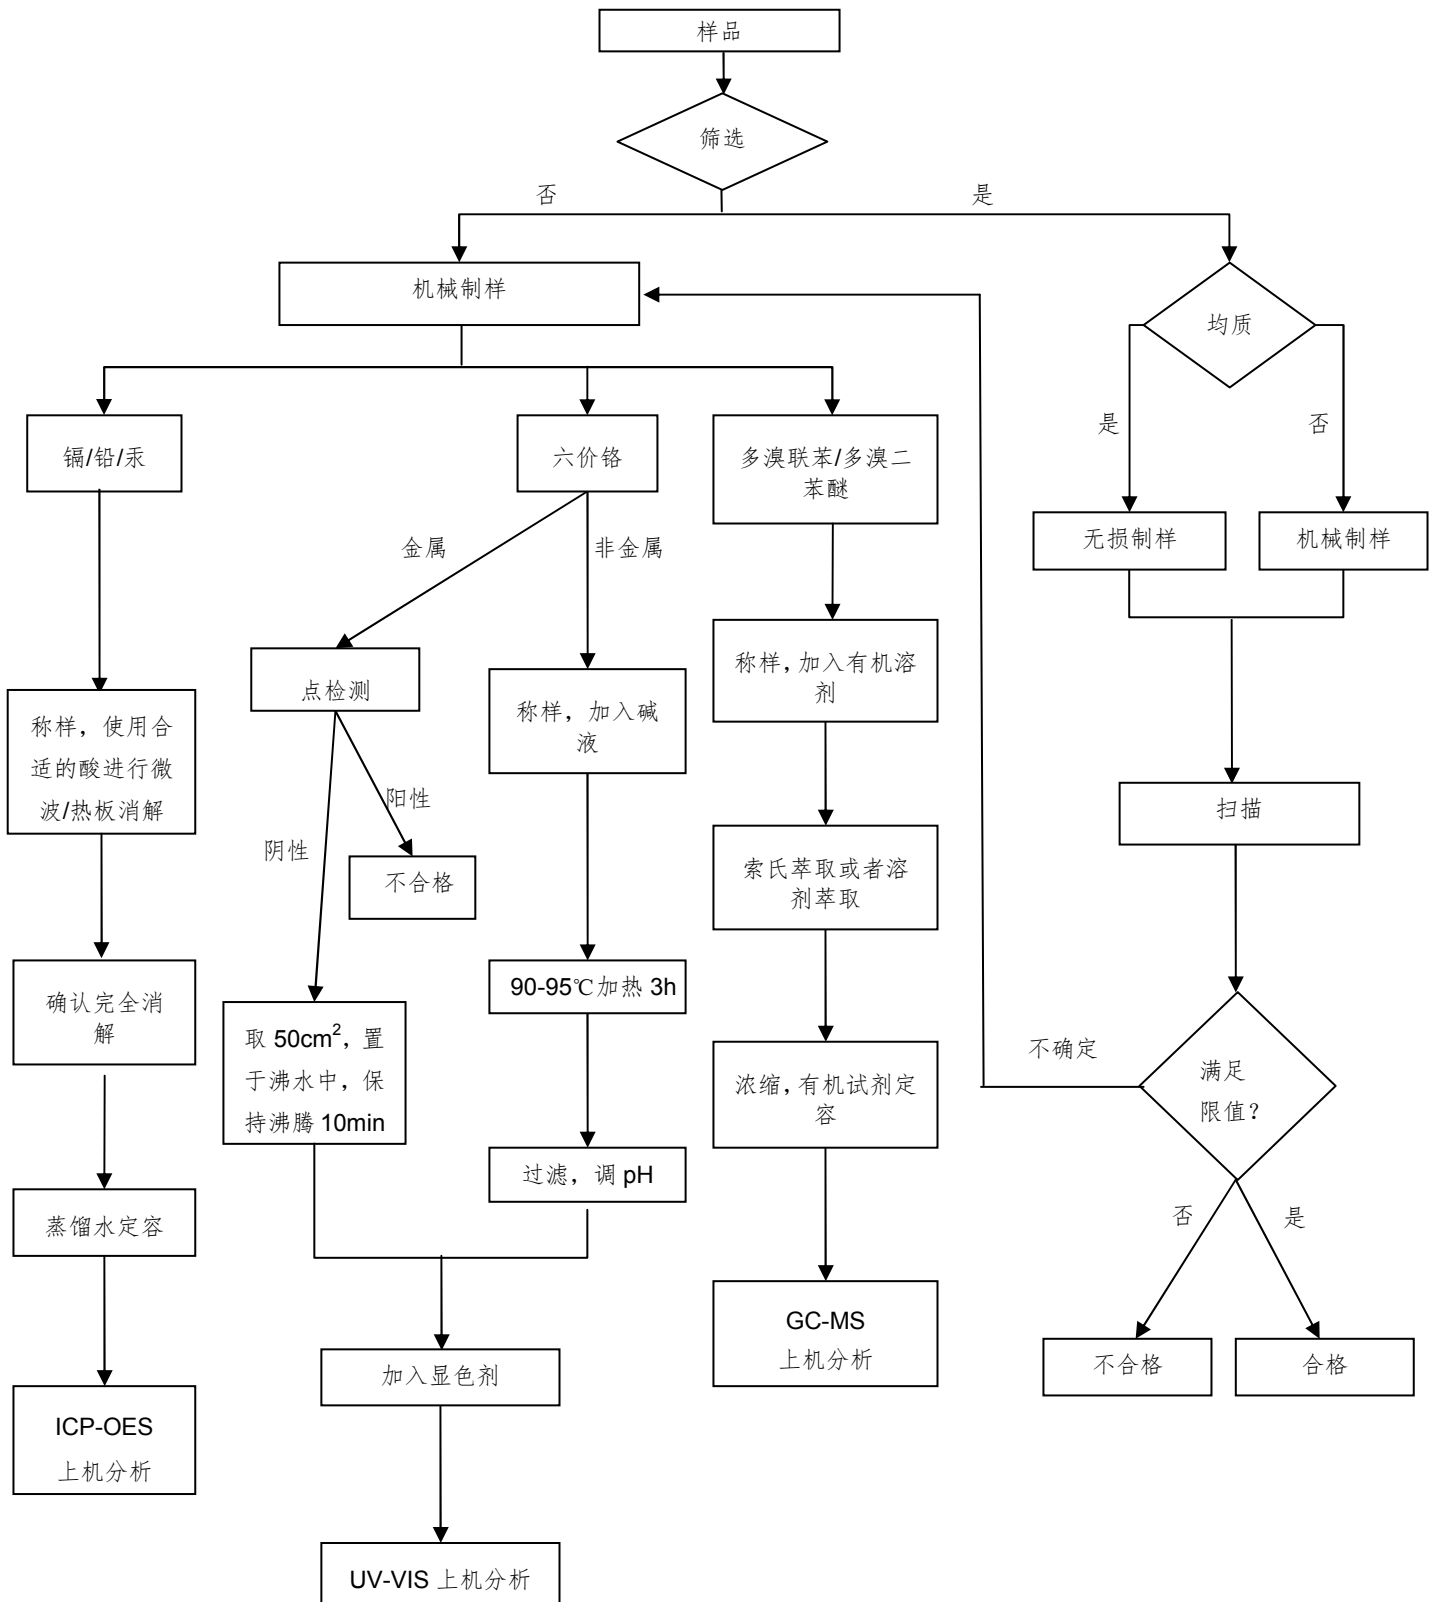 样品
筛选
否
是
机械制样
均质
是
否
镉/铅/汞
六价铬
多溴联苯/多溴二
苯醚
无损制样
机械制样
金属
非金属
点检测
称样,加入有机溶
剂
称样，使用合
适的酸进行微
波/热板消解
称样，加入碱
液
阳性
阴性
不合格
扫描
索氏萃取或者溶
剂萃取
确认完全消
解
90-95℃加热 3h
取 50cm²，置
于沸水中，保
持沸腾 10min
不确定
浓缩,有机试剂定
容
满足
限值？
过滤，调 pH
蒸馏水定容
否
是
GC-MS
上机分析
不合格
合格
加入显色剂
ICP-OES
上机分析
UV-VIS 上机分析